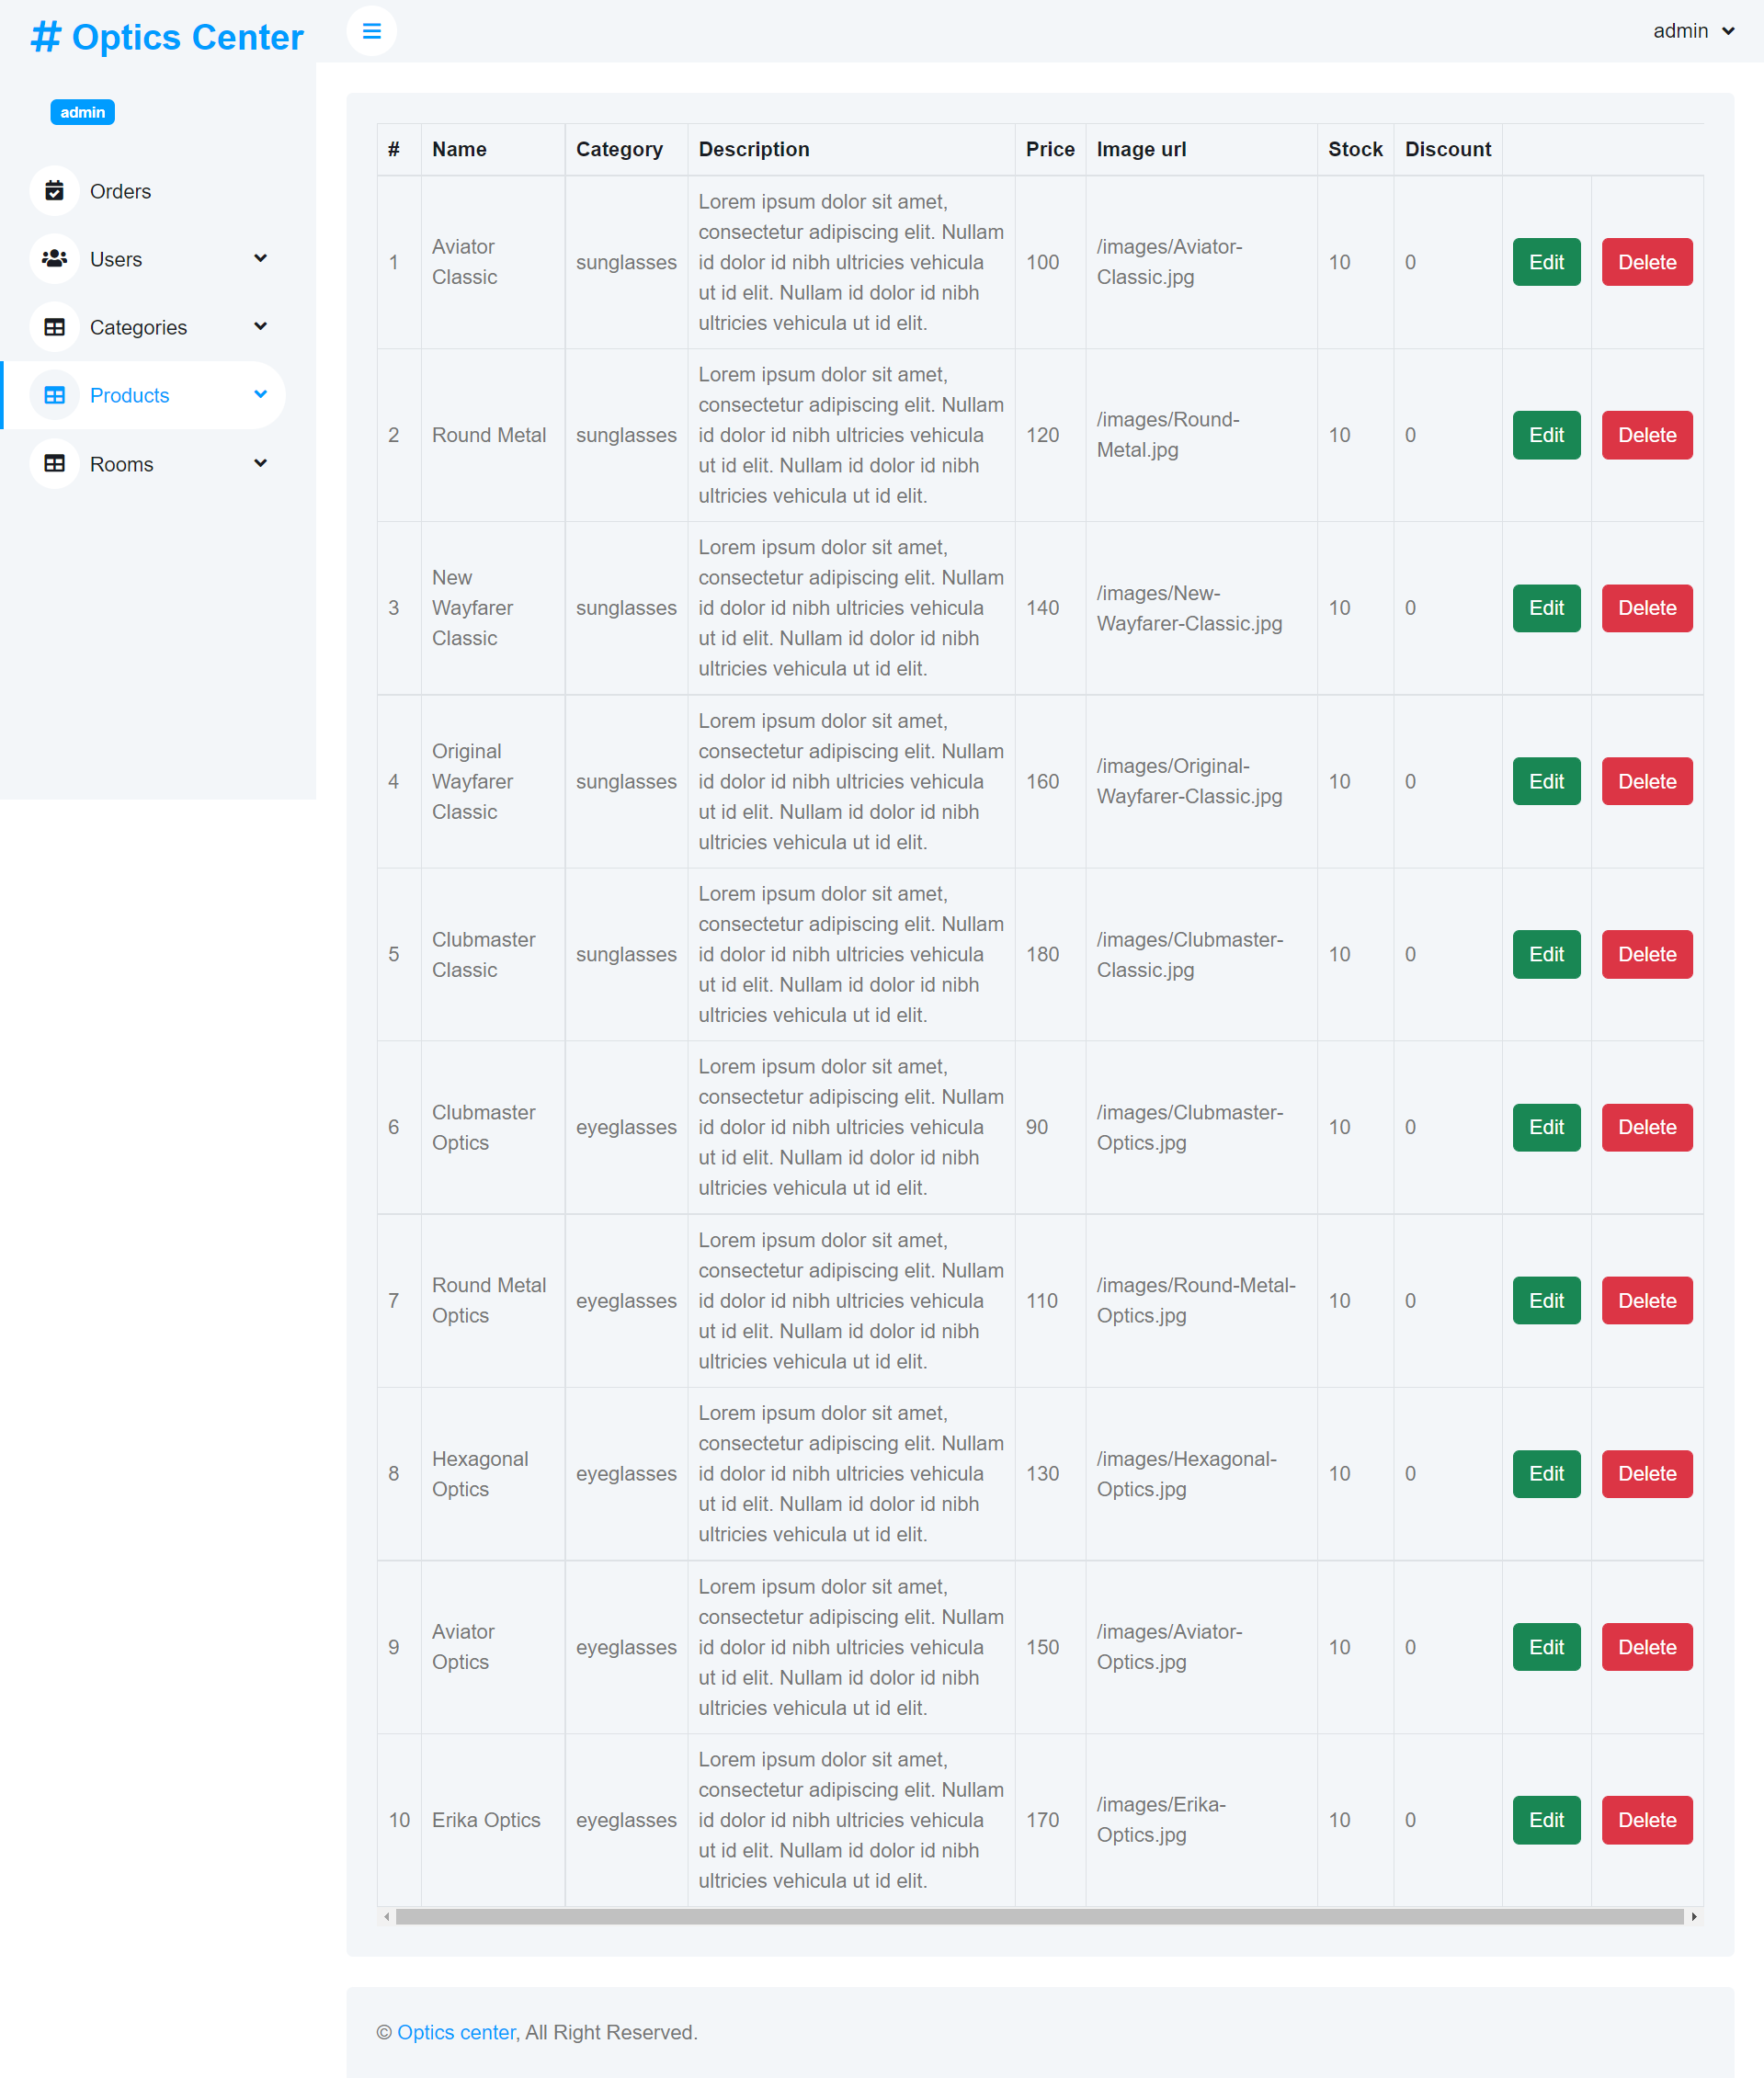 # Optics Center
admin
admin
Orders
Users
Categories
Products
Rooms
# Name Category Description Price Image url Stock Discount
1 Aviator Classic sunglasses Lorem ipsum dolor sit amet, consectetur adipiscing elit. Nullam id dolor id nibh ultricies vehicula ut id elit. Nullam id dolor id nibh ultricies vehicula ut id elit. 100 /images/Aviator-Classic.jpg 10 0 Edit Delete
2 Round Metal sunglasses Lorem ipsum dolor sit amet, consectetur adipiscing elit. Nullam id dolor id nibh ultricies vehicula ut id elit. Nullam id dolor id nibh ultricies vehicula ut id elit. 120 /images/Round-Metal.jpg 10 0 Edit Delete
3 New Wayfarer Classic sunglasses Lorem ipsum dolor sit amet, consectetur adipiscing elit. Nullam id dolor id nibh ultricies vehicula ut id elit. Nullam id dolor id nibh ultricies vehicula ut id elit. 140 /images/New-Wayfarer-Classic.jpg 10 0 Edit Delete
4 Original Wayfarer Classic sunglasses Lorem ipsum dolor sit amet, consectetur adipiscing elit. Nullam id dolor id nibh ultricies vehicula ut id elit. Nullam id dolor id nibh ultricies vehicula ut id elit. 160 /images/Original-Wayfarer-Classic.jpg 10 0 Edit Delete
5 Clubmaster Classic sunglasses Lorem ipsum dolor sit amet, consectetur adipiscing elit. Nullam id dolor id nibh ultricies vehicula ut id elit. Nullam id dolor id nibh ultricies vehicula ut id elit. 180 /images/Clubmaster-Classic.jpg 10 0 Edit Delete
6 Clubmaster Optics eyeglasses Lorem ipsum dolor sit amet, consectetur adipiscing elit. Nullam id dolor id nibh ultricies vehicula ut id elit. Nullam id dolor id nibh ultricies vehicula ut id elit. 90 /images/Clubmaster-Optics.jpg 10 0 Edit Delete
7 Round Metal Optics eyeglasses Lorem ipsum dolor sit amet, consectetur adipiscing elit. Nullam id dolor id nibh ultricies vehicula ut id elit. Nullam id dolor id nibh ultricies vehicula ut id elit. 110 /images/Round-Metal-Optics.jpg 10 0 Edit Delete
8 Hexagonal Optics eyeglasses Lorem ipsum dolor sit amet, consectetur adipiscing elit. Nullam id dolor id nibh ultricies vehicula ut id elit. Nullam id dolor id nibh ultricies vehicula ut id elit. 130 /images/Hexagonal-Optics.jpg 10 0 Edit Delete
9 Aviator Optics eyeglasses Lorem ipsum dolor sit amet, consectetur adipiscing elit. Nullam id dolor id nibh ultricies vehicula ut id elit. Nullam id dolor id nibh ultricies vehicula ut id elit. 150 /images/Aviator-Optics.jpg 10 0 Edit Delete
10 Erika Optics eyeglasses Lorem ipsum dolor sit amet, consectetur adipiscing elit. Nullam id dolor id nibh ultricies vehicula ut id elit. Nullam id dolor id nibh ultricies vehicula ut id elit. 170 /images/Erika-Optics.jpg 10 0 Edit Delete
© Optics center, All Right Reserved.